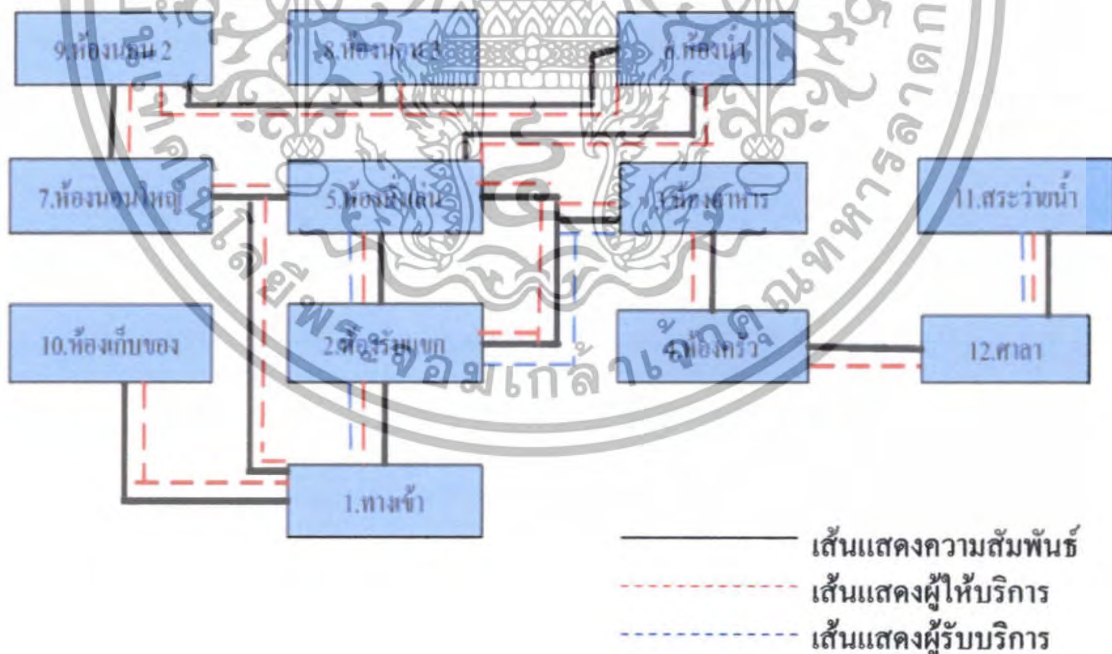 9.ห้องนอน 2
8.ห้องนอน 3
6.ห้องน้ำ
7.ห้องนอนใหญ่
5.ห้องนั่งเล่น
3.ห้องอาหาร
11.สระว่ายน้ำ
10.ห้องเก็บของ
2.ห้องรับแขก
4.ห้องครัว
12.ศาลา
1.ทางเข้า
เส้นแสดงความสัมพันธ์
เส้นแสดงผู้ให้บริการ
เส้นแสดงผู้รับบริการ